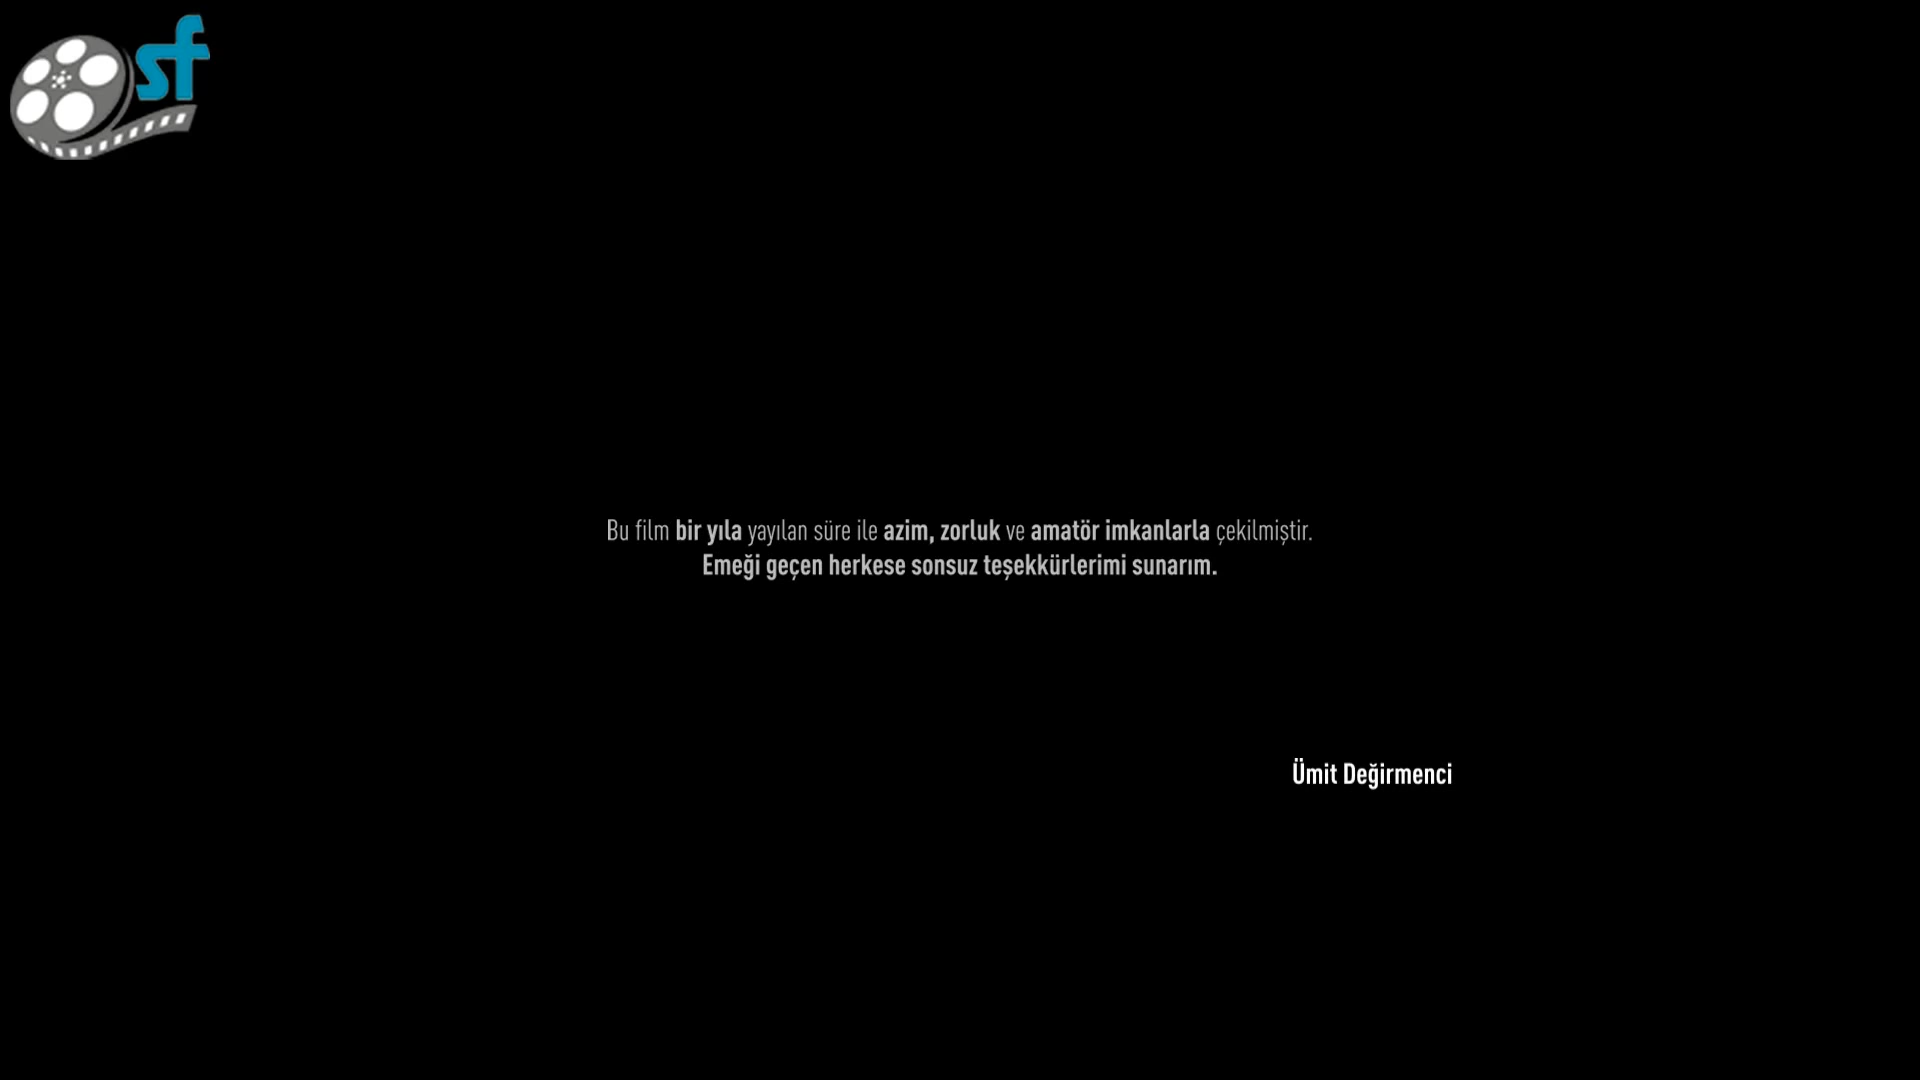 sf
Bu film bir yıla yayılan süre ile azim, zorluk ve amatör imkanlarla çekilmiştir.
Emeği geçen herkese sonsuz teşekkürlerimi sunarım.
Ümit Değirmenci